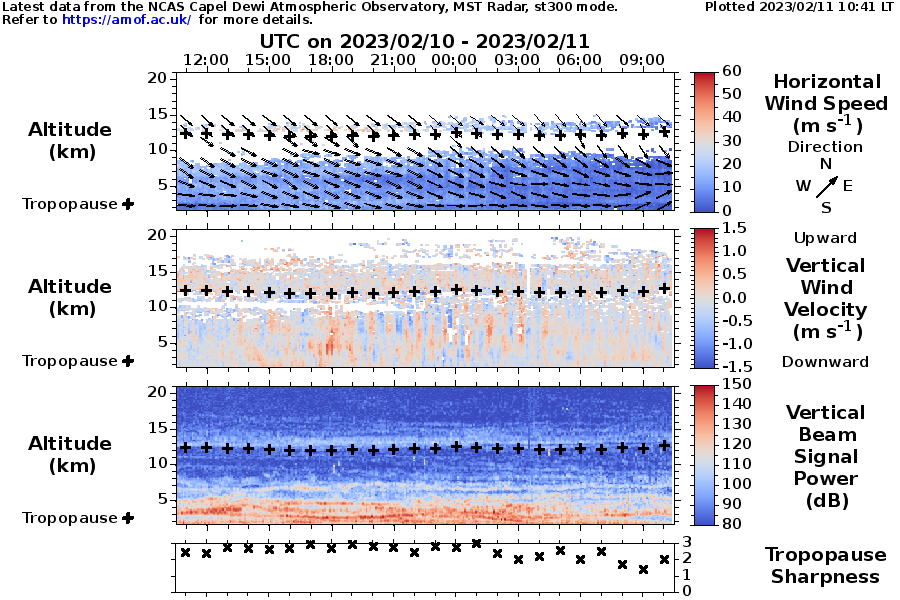 Latest data from the NCAS Capel Dewi Atmospheric Observatory, MST Radar, st300 mode.
Plotted 2023/02/11 10:41 LT
Refer to https://amof.ac.uk/ for more details.
UTC on 2023/02/10 - 2023/02/11
12:00 15:00 18:00 21:00 00:00 03:00 06:00 09:00
20
15
10
5
Altitude
(km)
Tropopause
60
50
40
30
20
10
0
Horizontal
Wind Speed
(m s-1)
Direction
N
W E
S
20
15
10
5
Altitude
(km)
Tropopause
1.5
1.0
0.5
0.0
-0.5
-1.0
-1.5
Upward
Vertical
Wind
Velocity
(m s-1)
Downward
20
15
10
5
Altitude
(km)
Tropopause
150
140
130
120
110
100
90
80
Vertical
Beam
Signal
Power
(dB)
3
2
1
0
Tropopause
Sharpness